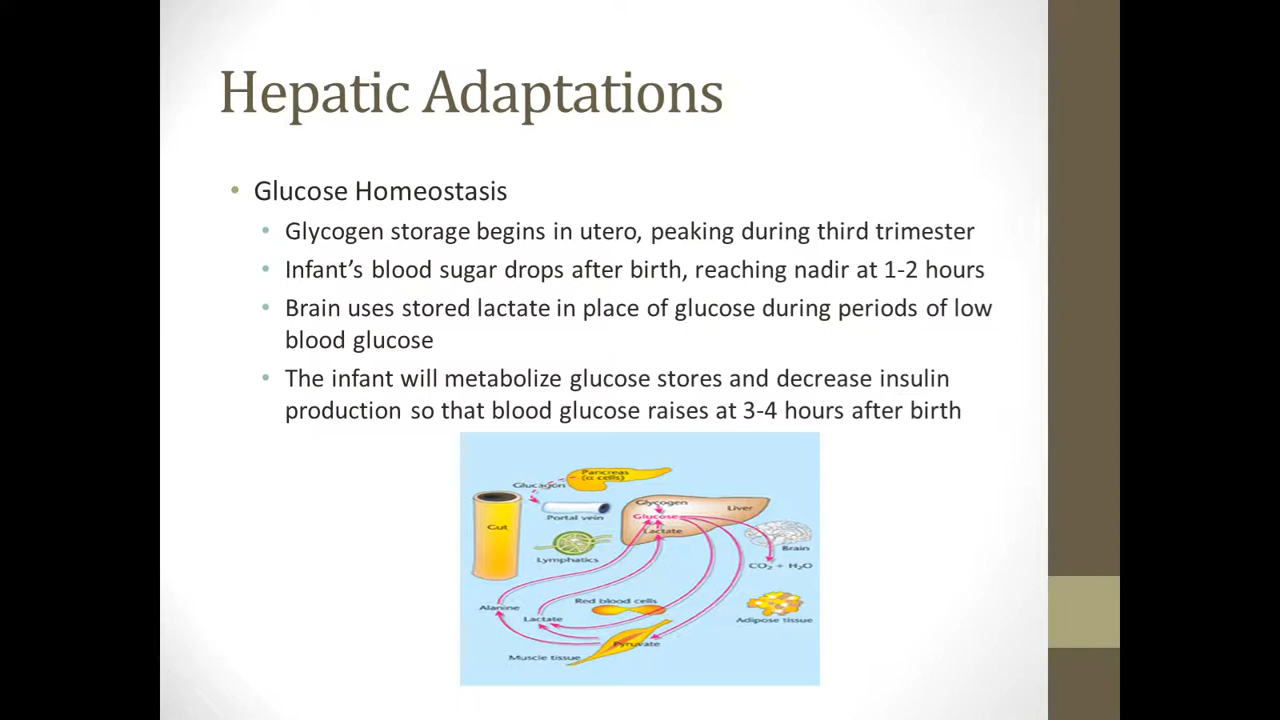 Hepatic Adaptations
• Glucose Homeostasis
• Glycogen storage begins in utero, peaking during third trimester
• Infant's blood sugar drops after birth, reaching nadir at 1-2 hours
• Brain uses stored lactate in place of glucose during periods of low
blood glucose
• The infant will metabolize glucose stores and decrease insulin
production so that blood glucose raises at 3-4 hours after birth
Pancreas
(α cells)
Glucagon
Gut
Portal vein
Glycogen
Glucose
Lactate
Liver
Lymphatics
Brain
CO₂ + H₂O
Alanine
Lactate
Red blood cells
Adipose tissue
Pyruvate
Muscle tissue